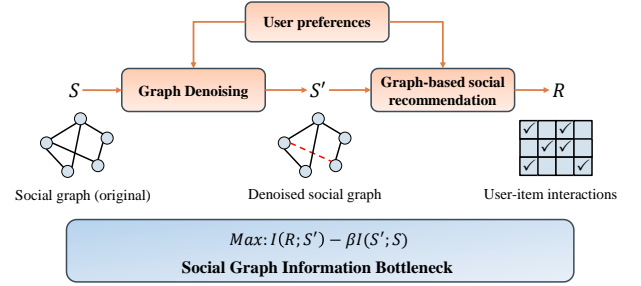 User preferences
S
Graph Denoising
S′
Graph-based social
recommendation
R
✓ ✓
✓ ✓
✓ ✓
Social graph (original)
Denoised social graph
User-item interactions
Max: I(R; S′) − βI(S′; S)
Social Graph Information Bottleneck